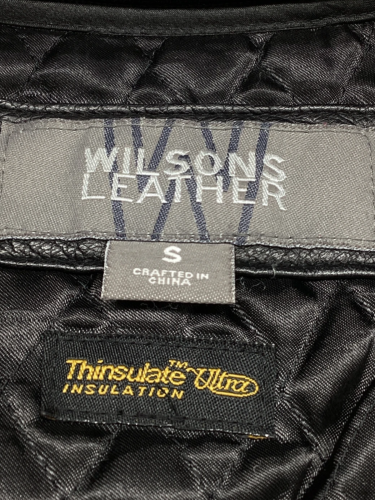 WILSONS
LEATHER
S
CRAFTED IN
CHINA
Thinsulate™ Ultra
INSULATION